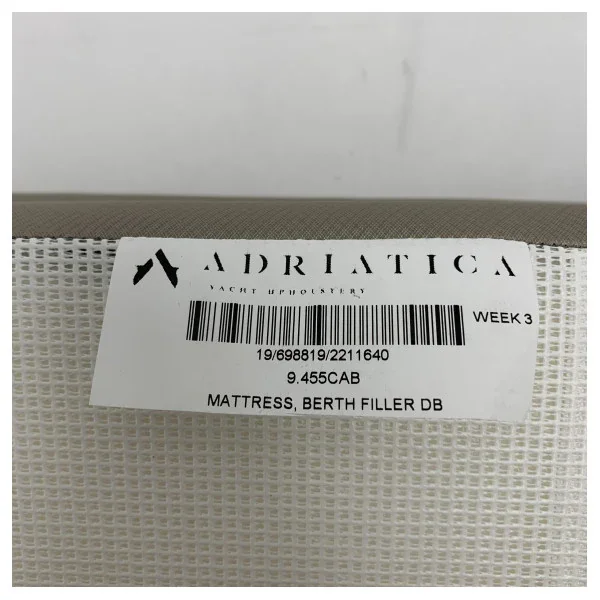 ADRIATICA
YACHT UPHOLSTERY
WEEK 3
19/698819/2211640
9.455CAB
MATTRESS, BERTH FILLER DB